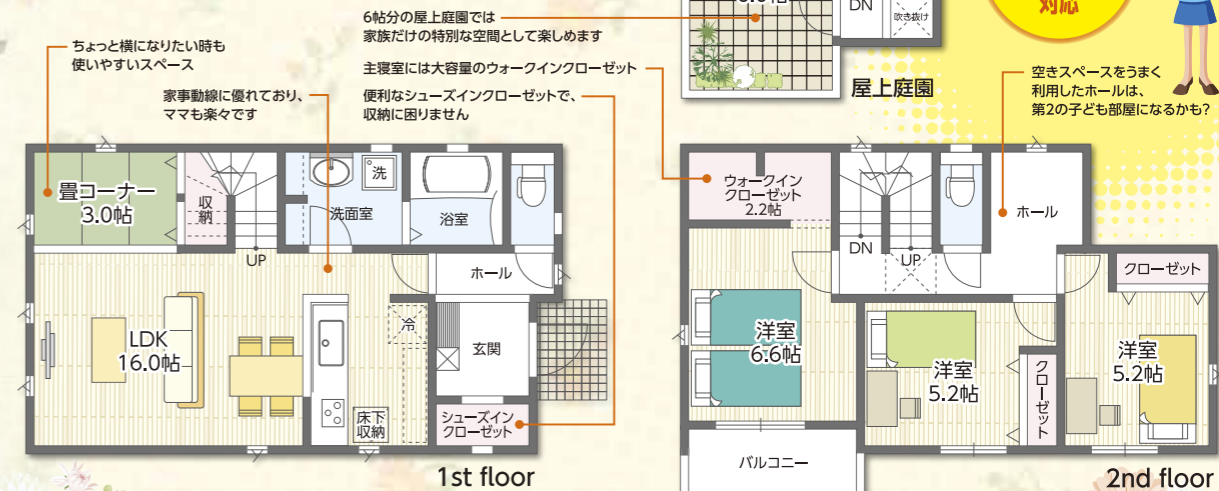 6帖分の屋上庭園では
家族だけの特別な空間として楽しめます
DN
吹き抜け
対応
ちょっと横になりたい時も
使いやすいスペース
主寝室には大容量のウォークインクローゼット
屋上庭園
空きスペースをうまく
利用したホールは、
第2の子ども部屋になるかも?
家事動線に優れており、
ママも楽々です
便利なシューズインクローゼットで、
収納に困りません
畳コーナー
3.0帖
収納
洗
洗面室
浴室
UP
ホール
LDK
16.0帖
冷
玄関
床下
収納
シューズイン
クローゼット
1st floor
ウォークイン
クローゼット
2.2帖
DN
UP
ホール
クローゼット
洋室
6.6帖
洋室
5.2帖
クローゼット
洋室
5.2帖
バルコニー
2nd floor